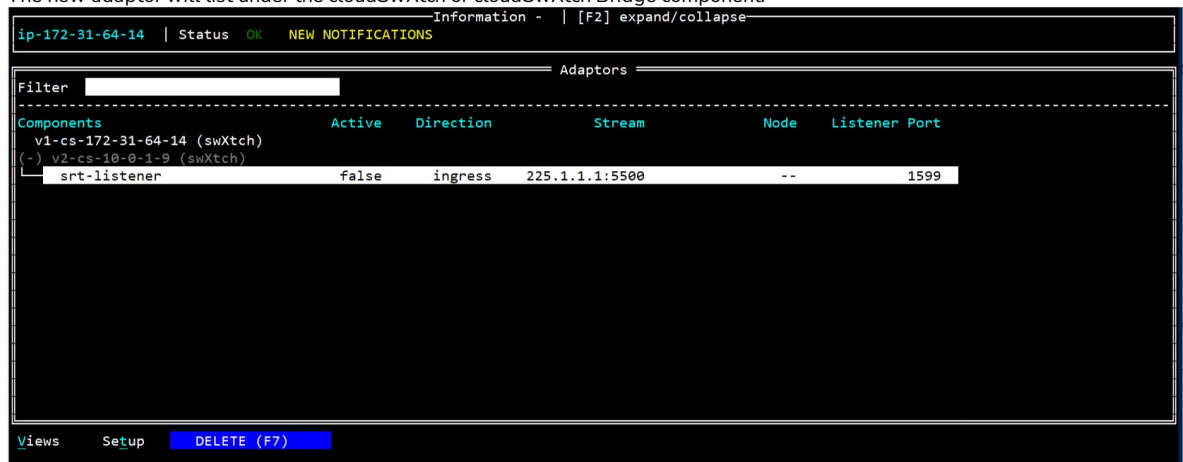 The new adaptor will list under the cloudSwXtch or cloudSwXtch Bridge component.
Information - | [F2] expand/collapse
ip-172-31-64-14 | Status OK NEW NOTIFICATIONS
Adaptors
Filter
Components Active Direction Stream Node Listener Port
v1-cs-172-31-64-14 (swXtch)
(-) v2-cs-10-0-1-9 (swXtch)
srt-listener false ingress 225.1.1.1:5500 -- 1599
Views Setup DELETE (F7)